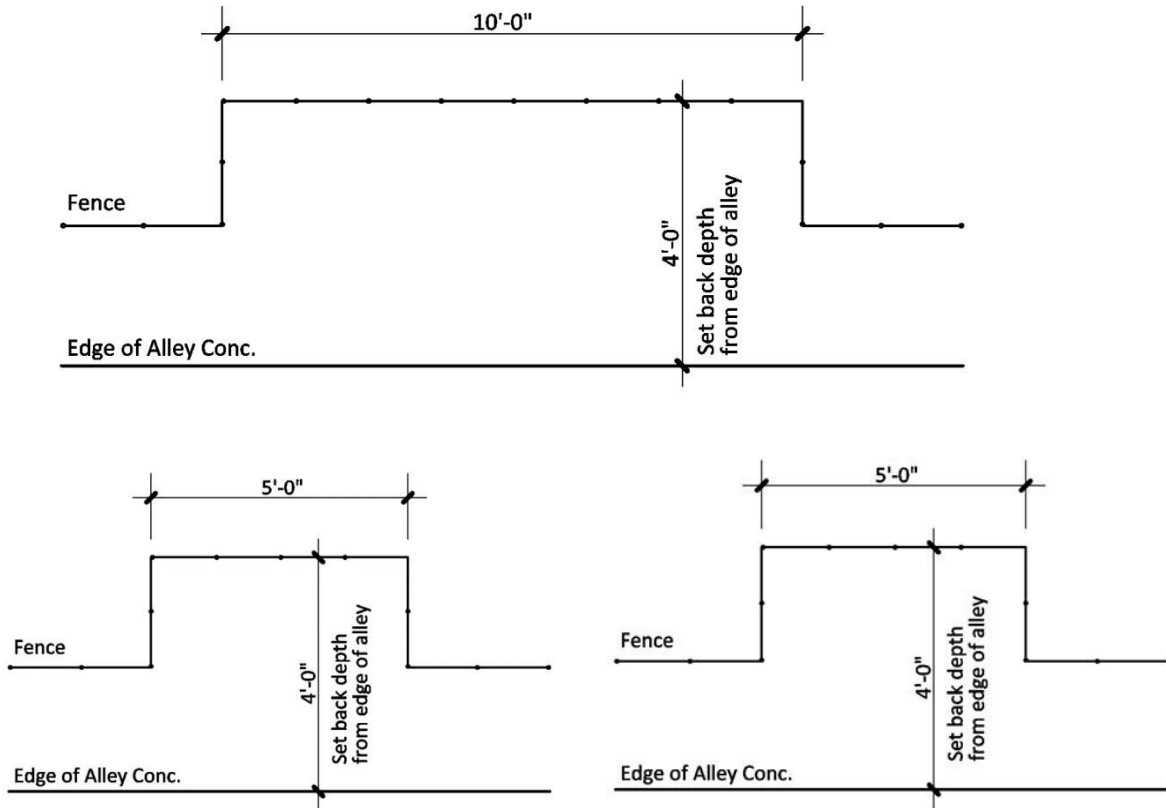 10'-0"
Fence
4'-0"
Set back depth
from edge of alley
Edge of Alley Conc.
5'-0"
Fence
4'-0"
Set back depth
from edge of alley
Edge of Alley Conc.
5'-0"
Fence
4'-0"
Set back depth
from edge of alley
Edge of Alley Conc.